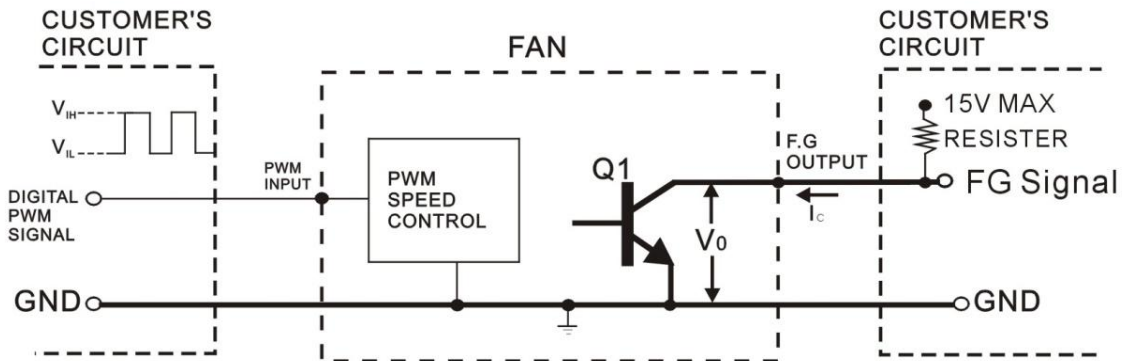 CUSTOMER'S
CIRCUIT
FAN
CUSTOMER'S
CIRCUIT
VIH
VIL
DIGITAL
PWM
SIGNAL
PWM
INPUT
PWM
SPEED
CONTROL
Q1
V0
F.G
OUTPUT
IC
15V MAX
RESISTER
FG Signal
GND
GND